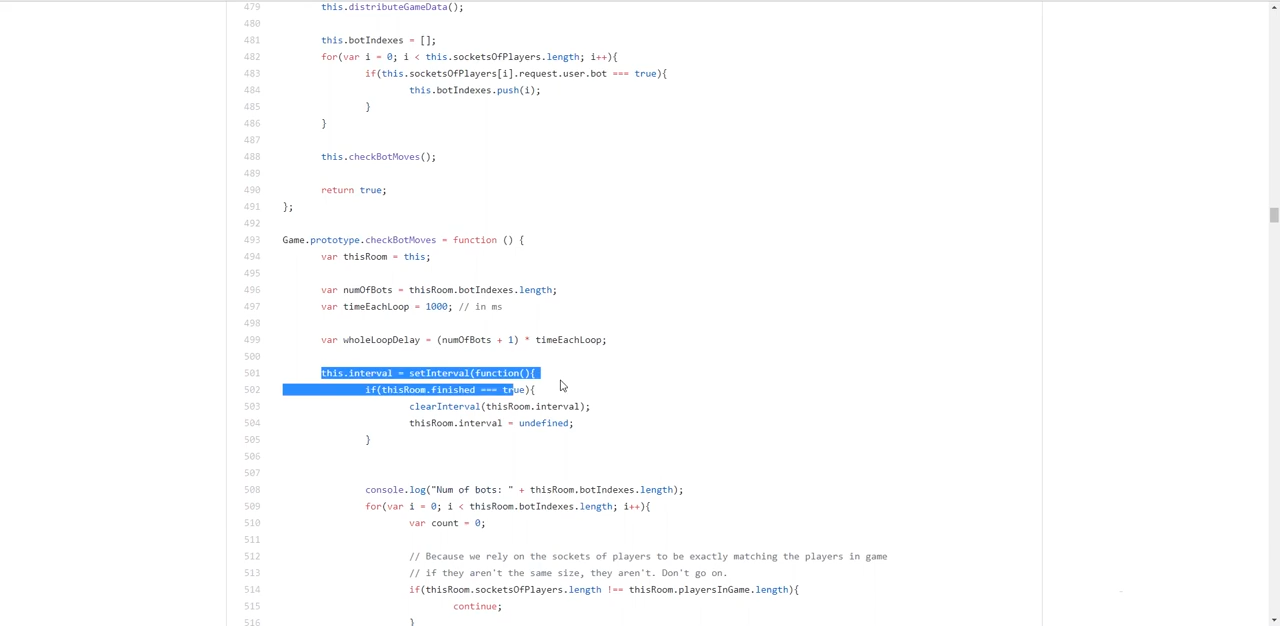 479 this.distributeGameData();
480
481 this.botIndexes = [];
482 for(var i = 0; i < this.socketsOfPlayers.length; i++){
483 if(this.socketsOfPlayers[i].request.user.bot === true){
484 this.botIndexes.push(i);
485 }
486 }
487
488 this.checkBotMoves();
489
490 return true;
491 };
492
493 Game.prototype.checkBotMoves = function () {
494 var thisRoom = this;
495
496 var numOfBots = thisRoom.botIndexes.length;
497 var timeEachLoop = 1000; // in ms
498
499 var wholeLoopDelay = (numOfBots + 1) * timeEachLoop;
500
501 this.interval = setInterval(function(){
502 if(thisRoom.finished === true){
503 clearInterval(thisRoom.interval);
504 thisRoom.interval = undefined;
505 }
506
507
508 console.log("Num of bots: " + thisRoom.botIndexes.length);
509 for(var i = 0; i < thisRoom.botIndexes.length; i++){
510 var count = 0;
511
512 // Because we rely on the sockets of players to be exactly matching the players in game
513 // if they aren't the same size, they aren't. Don't go on.
514 if(thisRoom.socketsOfPlayers.length !== thisRoom.playersInGame.length){
515 continue;
516 }